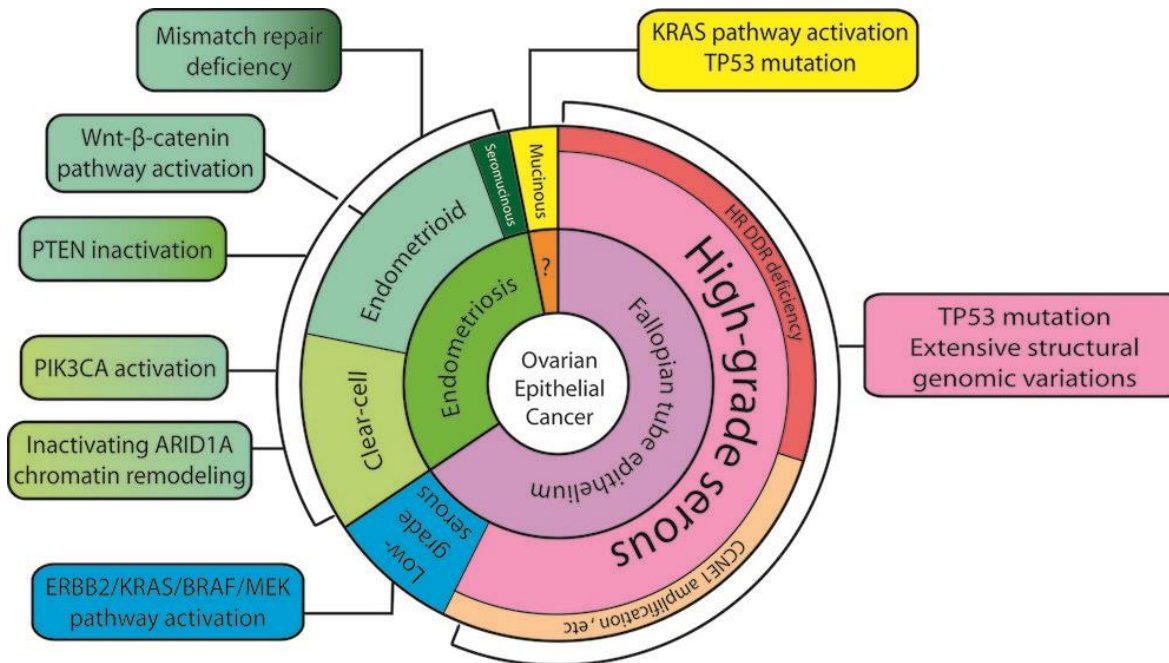 Mismatch repair
deficiency
KRAS pathway activation
TP53 mutation
Wnt-β-catenin
pathway activation
PTEN inactivation
PIK3CA activation
Inactivating ARID1A
chromatin remodeling
ERBB2/KRAS/BRAF/MEK
pathway activation
TP53 mutation
Extensive structural
genomic variations
Seromucinous
Mucinous
Endometrioid
Clear-cell
Low-
grade
serous
High-grade serous
HR DDR deficiency
CCNE1 amplification, etc
Endometriosis
?
Fallopian tube epithelium
Ovarian
Epithelial
Cancer